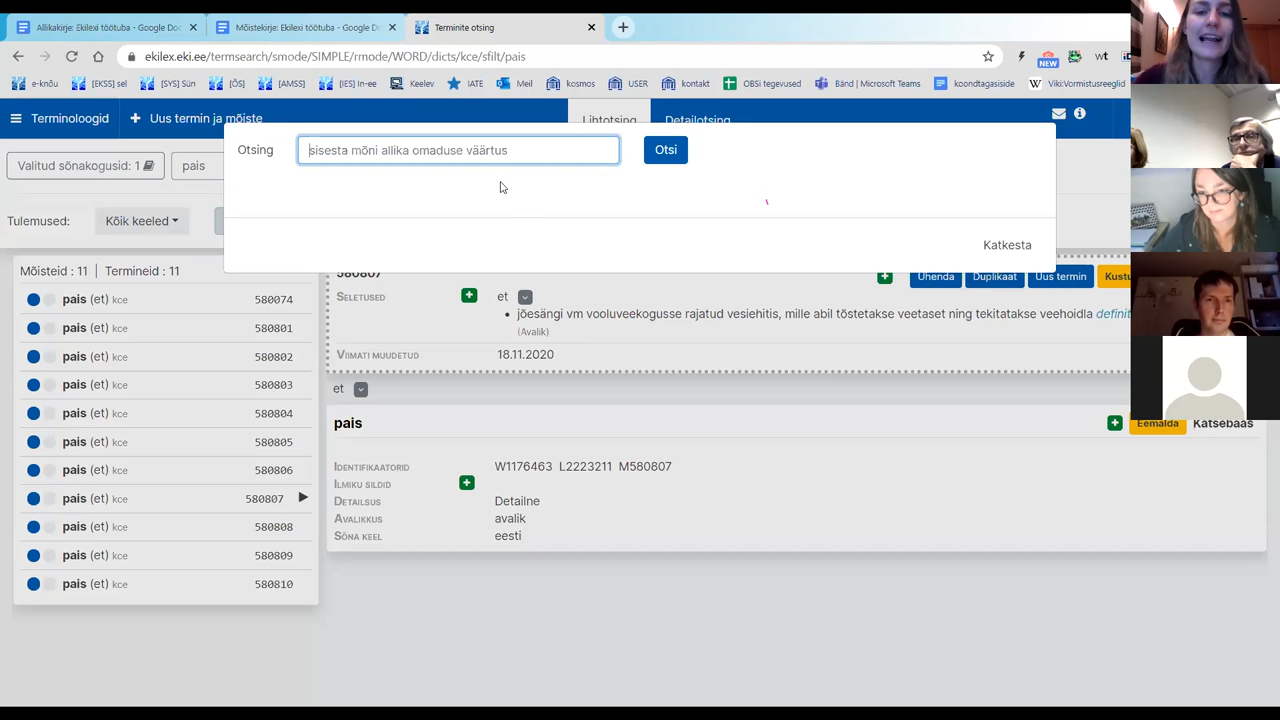 Allikakirje: Ekilexi töötuba - Google Do
Mõistekirje: Ekilexi töötuba - Google D
Terminite otsing
ekilex.eki.ee/termsearch/smode/SIMPLE/rmode/WORD/dicts/kce/sfilt/pais
NEW
wt
e-knõu
[EKSS] sel
[SY] Sün
[ÕS]
[AMSS]
[IES] In-ee
Keelev
IATE
Meil
kosmos
USER
kontakt
OBSi tegevused
Bänd | Microsoft Teams
koondtagasiside
Viki:Vormistusreeglid
Terminoloogid
Uus termin ja mõiste
Lihtotsing
Detailotsing
Otsing
sisesta mõni allika omaduse väärtus
Otsi
Valitud sõnakogusid: 1
pais
Tulemused:
Kõik keeled
Katkesta
Mõisteid : 11 | Termineid : 11
pais (et) kce 580074
pais (et) kce 580801
pais (et) kce 580802
pais (et) kce 580803
pais (et) kce 580804
pais (et) kce 580805
pais (et) kce 580806
pais (et) kce 580807
pais (et) kce 580808
pais (et) kce 580809
pais (et) kce 580810
580807
Ühenda
Duplikaat
Uus termin
Kustu
Seletused
et
jõesängi vm vooluveekogusse rajatud vesiehitis, mille abil tõstetakse veetaset ning tekitatakse veehoidla definit
(Avalik)
Viimati muudetud
18.11.2020
et
pais
Eemalda
Katsebaas
Identifikaatorid
W1176463 L2223211 M580807
Ilmiku sildid
Detailsus
Detailne
Avalikkus
avalik
Sõna keel
eesti